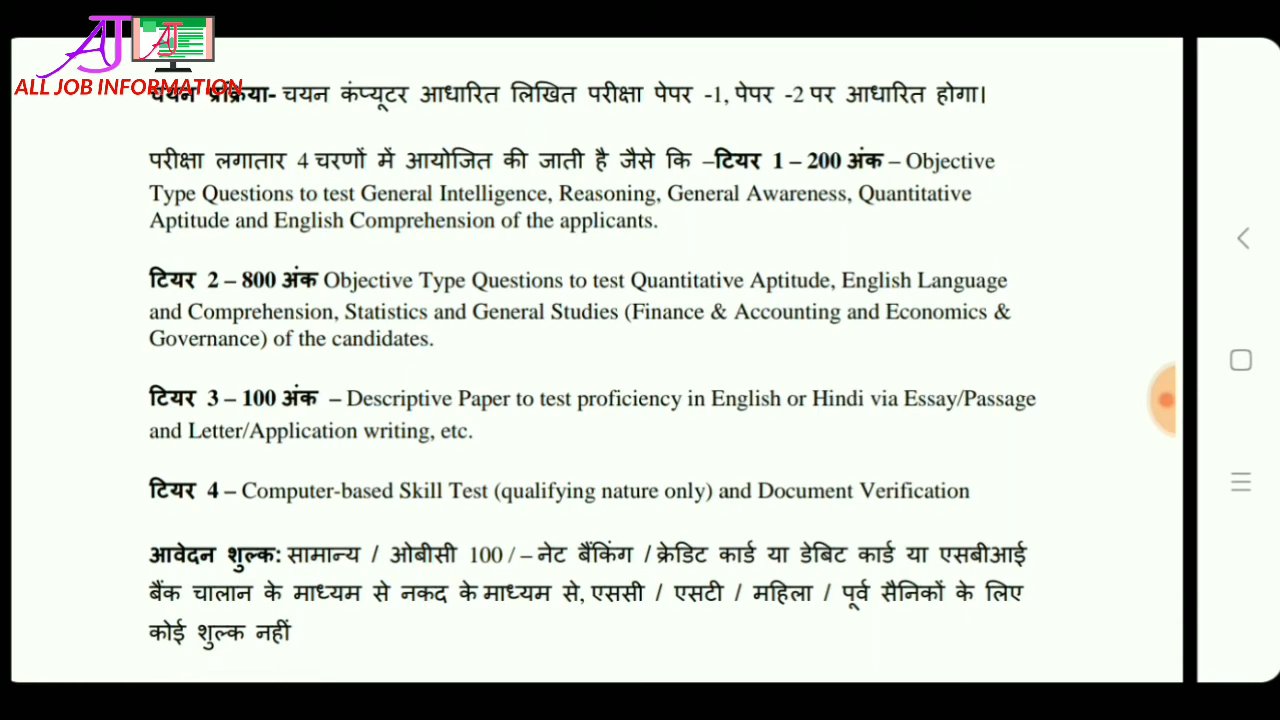 AJ
AJ
ALL JOB INFORMATION
चयन प्रक्रिया- चयन कंप्यूटर आधारित लिखित परीक्षा पेपर -1, पेपर -2 पर आधारित होगा।
परीक्षा लगातार 4 चरणों में आयोजित की जाती है जैसे कि –टियर 1 – 200 अंक – Objective
Type Questions to test General Intelligence, Reasoning, General Awareness, Quantitative
Aptitude and English Comprehension of the applicants.
टियर 2 – 800 अंक Objective Type Questions to test Quantitative Aptitude, English Language
and Comprehension, Statistics and General Studies (Finance & Accounting and Economics &
Governance) of the candidates.
टियर 3 – 100 अंक – Descriptive Paper to test proficiency in English or Hindi via Essay/Passage
and Letter/Application writing, etc.
टियर 4 – Computer-based Skill Test (qualifying nature only) and Document Verification
आवेदन शुल्क: सामान्य / ओबीसी 100 / – नेट बैंकिंग / क्रेडिट कार्ड या डेबिट कार्ड या एसबीआई
बैंक चालान के माध्यम से नकद के माध्यम से, एससी / एसटी / महिला / पूर्व सैनिकों के लिए
कोई शुल्क नहीं